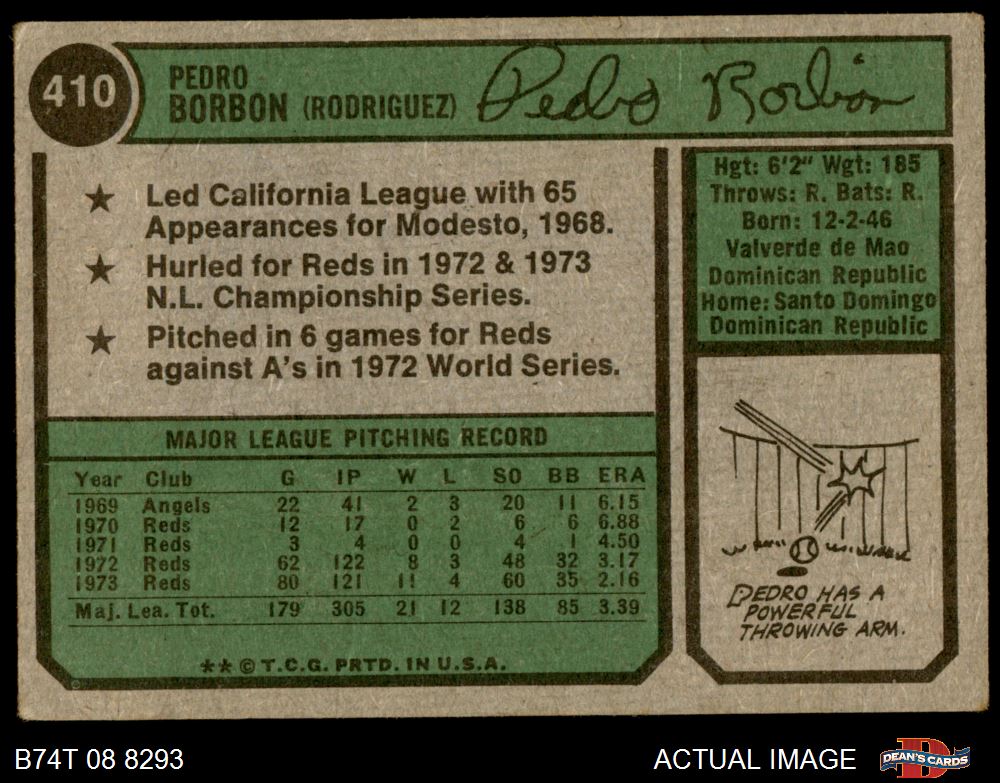 410
PEDRO
BORBON (RODRIGUEZ)
Pedro Borbon
★ Led California League with 65
Appearances for Modesto, 1968.
★ Hurled for Reds in 1972 & 1973
N.L. Championship Series.
★ Pitched in 6 games for Reds
against A's in 1972 World Series.
Hgt: 6'2" Wgt: 185
Throws: R. Bats: R.
Born: 12-2-46
Valverde de Mao
Dominican Republic
Home: Santo Domingo
Dominican Republic
MAJOR LEAGUE PITCHING RECORD
Year Club G IP W L SO BB ERA
1969 Angels 22 41 2 3 20 11 6.15
1970 Reds 12 17 0 2 6 6 6.88
1971 Reds 3 4 0 0 4 1 4.50
1972 Reds 62 122 8 3 48 32 3.17
1973 Reds 80 121 11 4 60 35 2.16
Maj. Lea. Tot. 179 305 21 12 138 85 3.39
**©T.C.G. PRTD. IN U.S.A.
PEDRO HAS A
POWERFUL
THROWING ARM.
B74T 08 8293
ACTUAL IMAGE
D
DEAN'S CARDS